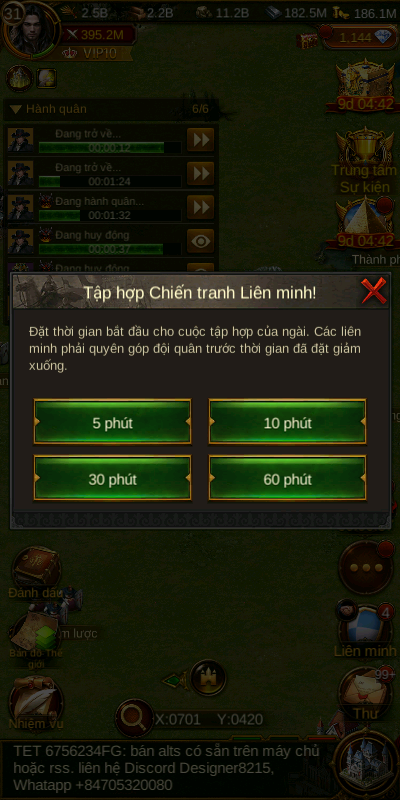 31
2.5B
2.2B
11.2B
182.5M
186.1M
395.2M
VIP10
1.144
Hành quân
6/6
9d 04:42
Đang trở về...
00:00:12
Đang trở về...
00:01:24
Trung tâm
Sự kiện
Đang hành quân...
00:01:32
Đang huy động
00:00:37
9d 04:42
Đang huy động
Thành ph
Tập hợp Chiến tranh Liên minh!
Đặt thời gian bắt đầu cho cuộc tập hợp của ngài. Các liên
minh phải quyên góp đội quân trước thời gian đã đặt giảm
xuống.
5 phút
10 phút
30 phút
60 phút
Đánh dấu
4
m lược
Bản đồ Thế
giới
Liên minh
99+
Nhiệm vụ
Thư
X:0701 Y:0420
TET 6756234FG: bán alts có sẵn trên máy chủ
hoặc rss. liên hệ Discord Designer8215,
Whatapp +84705320080